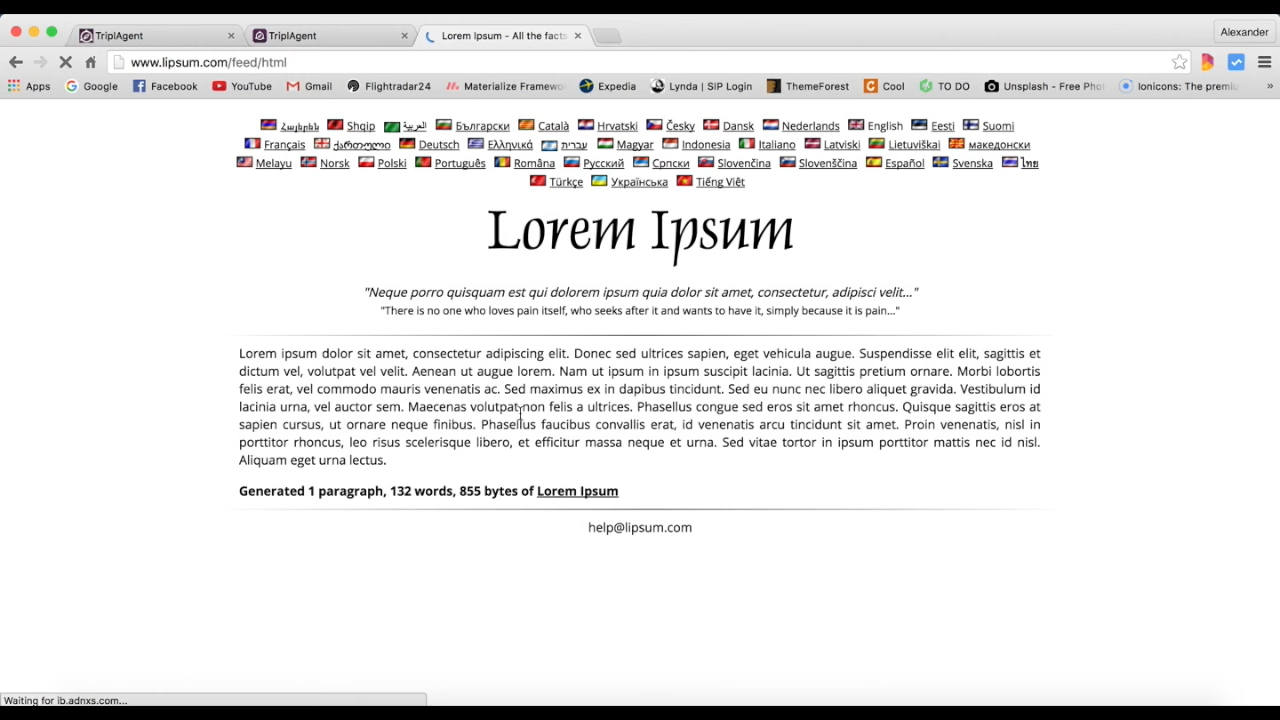 TriplAgent
TriplAgent
Lorem Ipsum - All the facts
Alexander
www.lipsum.com/feed/html
Apps Google Facebook YouTube Gmail Flightradar24 Materialize Framewo Expedia Lynda | SIP Login ThemeForest Cool TO DO Unsplash - Free Pho Ionicons: The premiu »
Հայերեն Shqip العربية Български Català Hrvatski Česky Dansk Nederlands English Eesti Suomi
Français ქართული Deutsch Ελληνικά עברית Magyar Indonesia Italiano Latviski Lietuviškai македонски
Melayu Norsk Polski Português Româna Русский Српски Slovenčina Slovenščina Español Svenska ไทย
Türkçe Українська Tiếng Việt
Lorem Ipsum
"Neque porro quisquam est qui dolorem ipsum quia dolor sit amet, consectetur, adipisci velit..."
"There is no one who loves pain itself, who seeks after it and wants to have it, simply because it is pain..."
Lorem ipsum dolor sit amet, consectetur adipiscing elit. Donec sed ultrices sapien, eget vehicula augue. Suspendisse elit elit, sagittis et
dictum vel, volutpat vel velit. Aenean ut augue lorem. Nam ut ipsum in ipsum suscipit lacinia. Ut sagittis pretium ornare. Morbi lobortis
felis erat, vel commodo mauris venenatis ac. Sed maximus ex in dapibus tincidunt. Sed eu nunc nec libero aliquet gravida. Vestibulum id
lacinia urna, vel auctor sem. Maecenas volutpat non felis a ultrices. Phasellus congue sed eros sit amet rhoncus. Quisque sagittis eros at
sapien cursus, ut ornare neque finibus. Phasellus faucibus convallis erat, id venenatis arcu tincidunt sit amet. Proin venenatis, nisl in
porttitor rhoncus, leo risus scelerisque libero, et efficitur massa neque et urna. Sed vitae tortor in ipsum porttitor mattis nec id nisl.
Aliquam eget urna lectus.
Generated 1 paragraph, 132 words, 855 bytes of Lorem Ipsum
help@lipsum.com
Waiting for ib.adnxs.com...